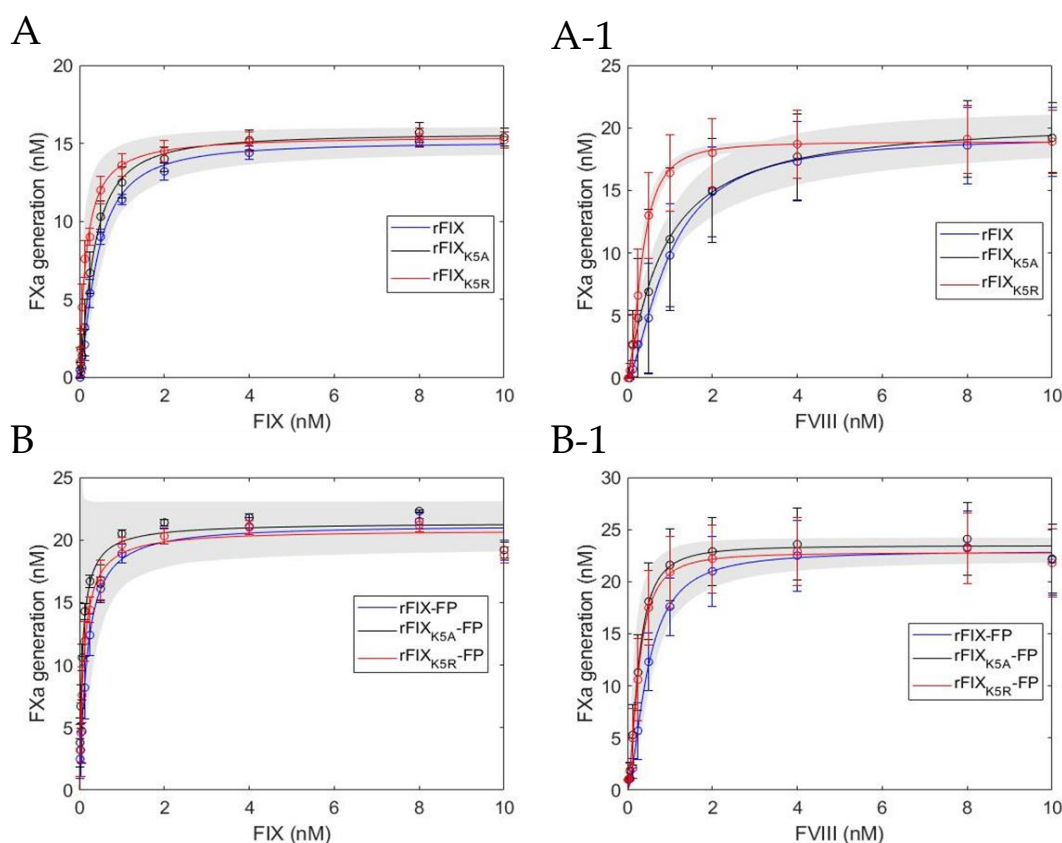 A
FXa generation (nM)
20
15
10
5
0
0 2 4 6 8 10
FIX (nM)
rFIX
rFIXK5A
rFIXK5R
A-1
FXa generation (nM)
25
20
15
10
5
0
0 2 4 6 8 10
FVIII (nM)
rFIX
rFIXK5A
rFIXK5R
B
FXa generation (nM)
25
20
15
10
5
0
0 2 4 6 8 10
FIX (nM)
rFIX-FP
rFIXK5A-FP
rFIXK5R-FP
B-1
FXa generation (nM)
30
25
20
15
10
5
0
0 2 4 6 8 10
FVIII (nM)
rFIX-FP
rFIXK5A-FP
rFIXK5R-FP